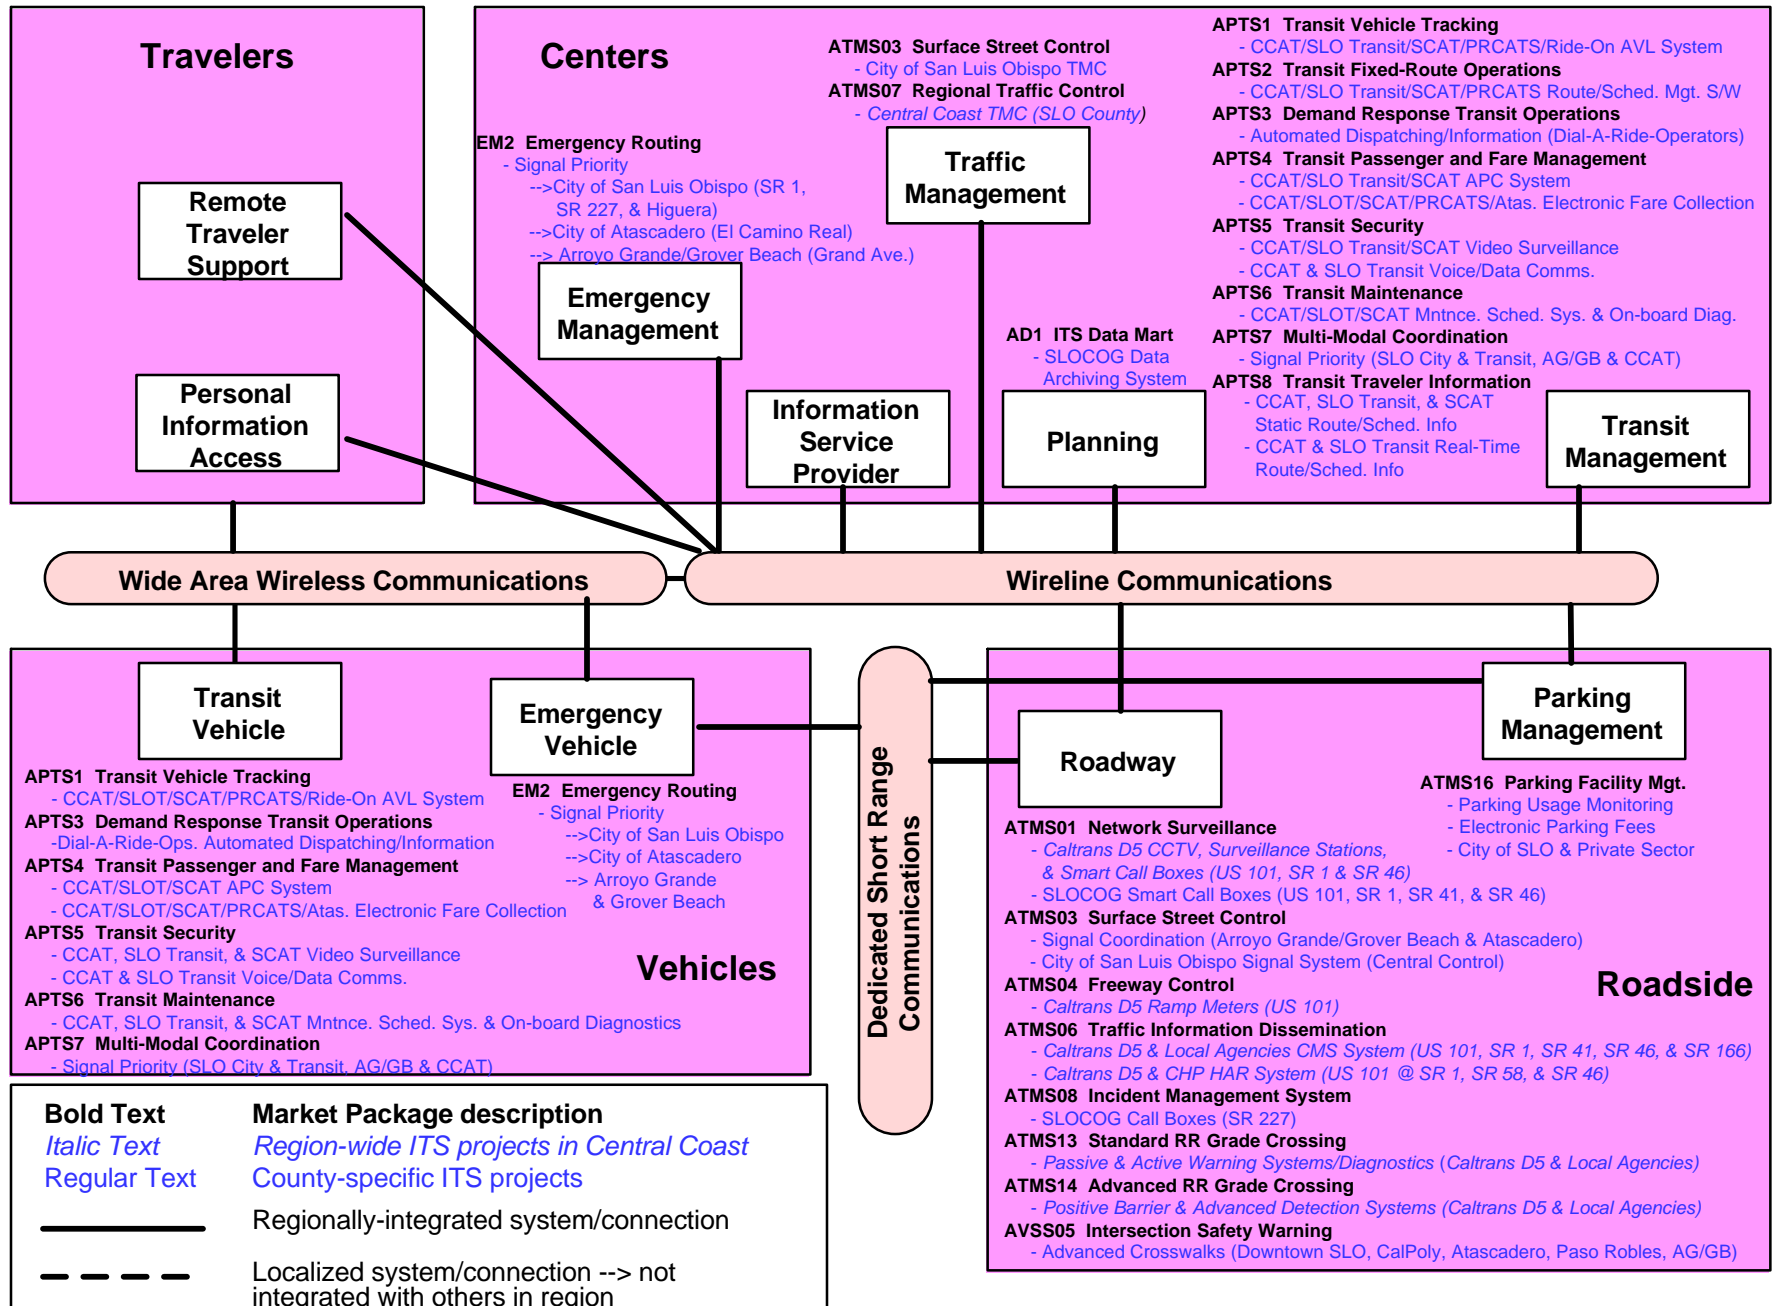 Travelers
Remote
Traveler
Support
Personal
Information
Access
Centers
ATMS03  Surface Street Control
- City of San Luis Obispo TMC
ATMS07  Regional Traffic Control
- Central Coast TMC (SLO County)
EM2  Emergency Routing
- Signal Priority
-->City of San Luis Obispo (SR 1,
SR 227, & Higuera)
-->City of Atascadero (El Camino Real)
--> Arroyo Grande/Grover Beach (Grand Ave.)
Emergency
Management
Traffic
Management
Information
Service
Provider
AD1  ITS Data Mart
- SLOCOG Data
Archiving System
Planning
APTS1  Transit Vehicle Tracking
- CCAT/SLO Transit/SCAT/PRCATS/Ride-On AVL System
APTS2  Transit Fixed-Route Operations
- CCAT/SLO Transit/SCAT/PRCATS Route/Sched. Mgt. S/W
APTS3  Demand Response Transit Operations
- Automated Dispatching/Information (Dial-A-Ride-Operators)
APTS4  Transit Passenger and Fare Management
- CCAT/SLO Transit/SCAT APC System
- CCAT/SLOT/SCAT/PRCATS/Atas. Electronic Fare Collection
APTS5  Transit Security
- CCAT/SLO Transit/SCAT Video Surveillance
- CCAT & SLO Transit Voice/Data Comms.
APTS6  Transit Maintenance
- CCAT/SLOT/SCAT Mntnce. Sched. Sys. & On-board Diag.
APTS7  Multi-Modal Coordination
- Signal Priority (SLO City & Transit, AG/GB & CCAT)
APTS8  Transit Traveler Information
- CCAT, SLO Transit, & SCAT
Static Route/Sched. Info
- CCAT & SLO Transit Real-Time
Route/Sched. Info
Transit
Management
Wide Area Wireless Communications
Wireline Communications
Transit
Vehicle
Emergency
Vehicle
APTS1  Transit Vehicle Tracking
- CCAT/SLOT/SCAT/PRCATS/Ride-On AVL System
APTS3  Demand Response Transit Operations
-Dial-A-Ride-Ops. Automated Dispatching/Information
APTS4  Transit Passenger and Fare Management
- CCAT/SLOT/SCAT APC System
- CCAT/SLOT/SCAT/PRCATS/Atas. Electronic Fare Collection
APTS5  Transit Security
- CCAT, SLO Transit, & SCAT Video Surveillance
- CCAT & SLO Transit Voice/Data Comms.
APTS6  Transit Maintenance
- CCAT, SLO Transit, & SCAT Mntnce. Sched. Sys. & On-board Diagnostics
APTS7  Multi-Modal Coordination
- Signal Priority (SLO City & Transit, AG/GB & CCAT)
EM2  Emergency Routing
- Signal Priority
-->City of San Luis Obispo
-->City of Atascadero
--> Arroyo Grande
& Grover Beach
Vehicles
Dedicated Short Range
Communications
Roadway
Parking
Management
ATMS16  Parking Facility Mgt.
- Parking Usage Monitoring
- Electronic Parking Fees
- City of SLO & Private Sector
ATMS01  Network Surveillance
- Caltrans D5 CCTV, Surveillance Stations,
& Smart Call Boxes (US 101, SR 1 & SR 46)
- SLOCOG Smart Call Boxes (US 101, SR 1, SR 41, & SR 46)
ATMS03  Surface Street Control
- Signal Coordination (Arroyo Grande/Grover Beach & Atascadero)
- City of San Luis Obispo Signal System (Central Control)
ATMS04  Freeway Control
- Caltrans D5 Ramp Meters (US 101)
ATMS06  Traffic Information Dissemination
- Caltrans D5 & Local Agencies CMS System (US 101, SR 1, SR 41, SR 46, & SR 166)
- Caltrans D5 & CHP HAR System (US 101 @ SR 1, SR 58, & SR 46)
ATMS08  Incident Management System
- SLOCOG Call Boxes (SR 227)
ATMS13  Standard RR Grade Crossing
- Passive & Active Warning Systems/Diagnostics (Caltrans D5 & Local Agencies)
ATMS14  Advanced RR Grade Crossing
- Positive Barrier & Advanced Detection Systems (Caltrans D5 & Local Agencies)
AVSS05  Intersection Safety Warning
- Advanced Crosswalks (Downtown SLO, CalPoly, Atascadero, Paso Robles, AG/GB)
Roadside
Bold Text  Market Package description
Italic Text  Region-wide ITS projects in Central Coast
Regular Text  County-specific ITS projects
Regionally-integrated system/connection
Localized system/connection --> not
integrated with others in region